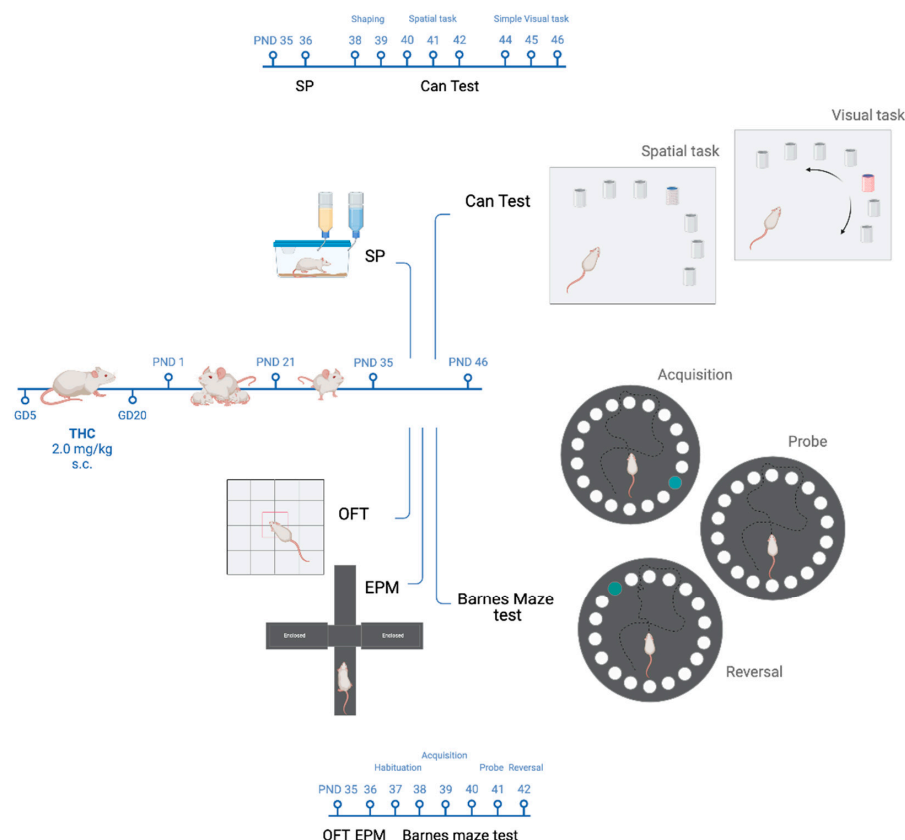 Shaping Spatial task Simple Visual task
PND 35 36 38 39 40 41 42 44 45 46
SP Can Test
Visual task
Spatial task
Can Test
SP
PND 1 PND 21 PND 35 PND 46
GD5 GD20
THC
2.0 mg/kg
s.c.
Acquisition
Probe
OFT
EPM
Enclosed Enclosed
Barnes Maze
test
Reversal
Acquisition
Habituation Probe Reversal
PND 35 36 37 38 39 40 41 42
OFT EPM Barnes maze test